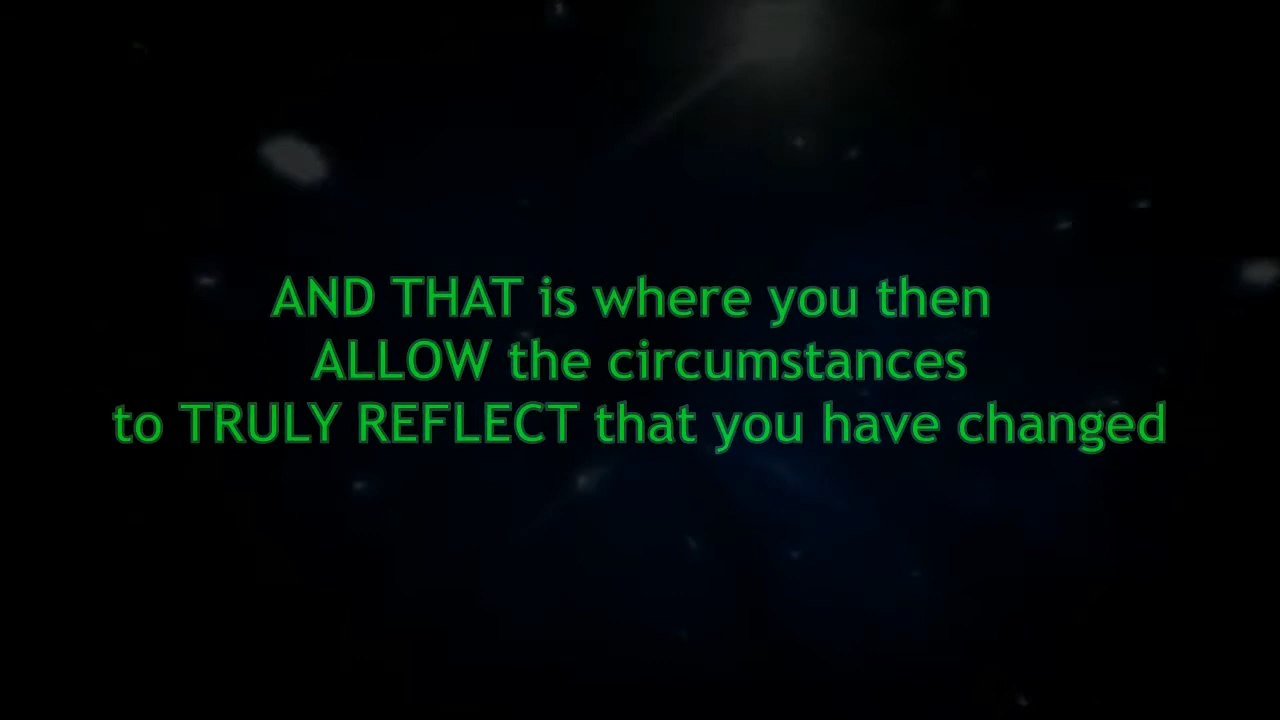 AND THAT is where you then
ALLOW the circumstances
to TRULY REFLECT that you have changed